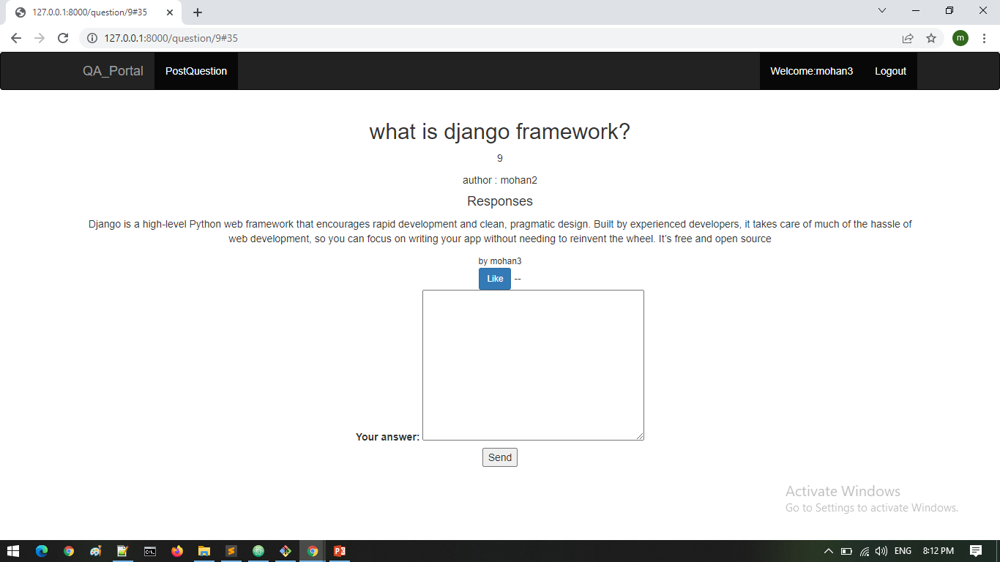 127.0.0.1:8000/question/9#35
127.0.0.1:8000/question/9#35
m
QA_Portal PostQuestion Welcome:mohan3 Logout
what is django framework?
9
author : mohan2
Responses
Django is a high-level Python web framework that encourages rapid development and clean, pragmatic design. Built by experienced developers, it takes care of much of the hassle of
web development, so you can focus on writing your app without needing to reinvent the wheel. It’s free and open source
by mohan3
Like --
Your answer:
Send
Activate Windows
Go to Settings to activate Windows.
ENG 8:12 PM